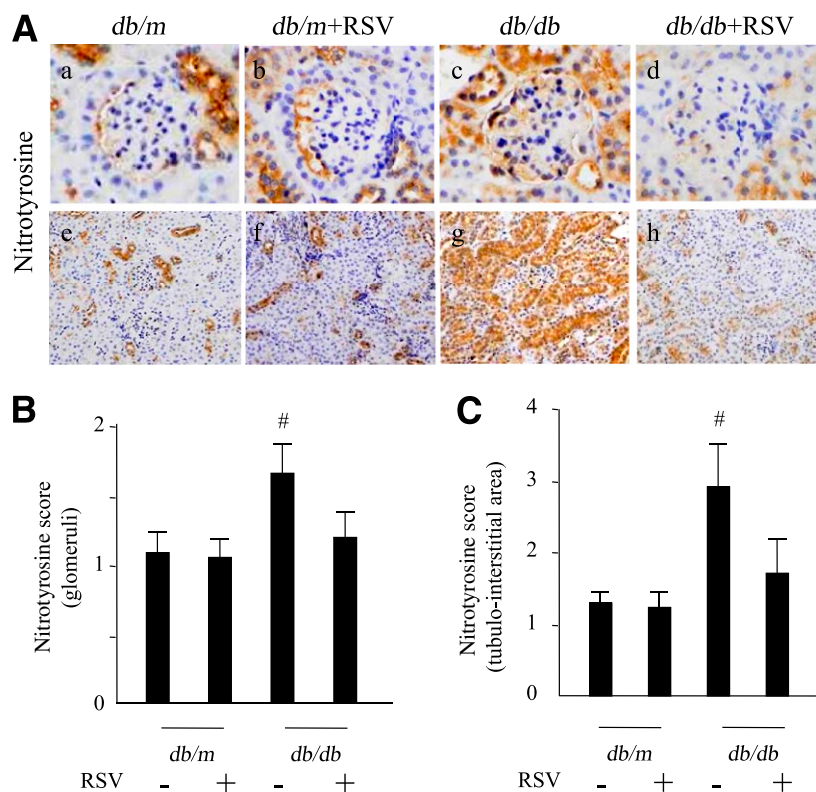 A
db/m db/m+RSV db/db db/db+RSV
Nitrotyrosine
a b c d
e f g h
B
Nitrotyrosine score
(glomeruli)
2
1
0
#
db/m db/db
RSV - + - +
C
Nitrotyrosine score
(tubulo-interstitial area)
4
3
2
1
0
#
db/m db/db
RSV - + - +